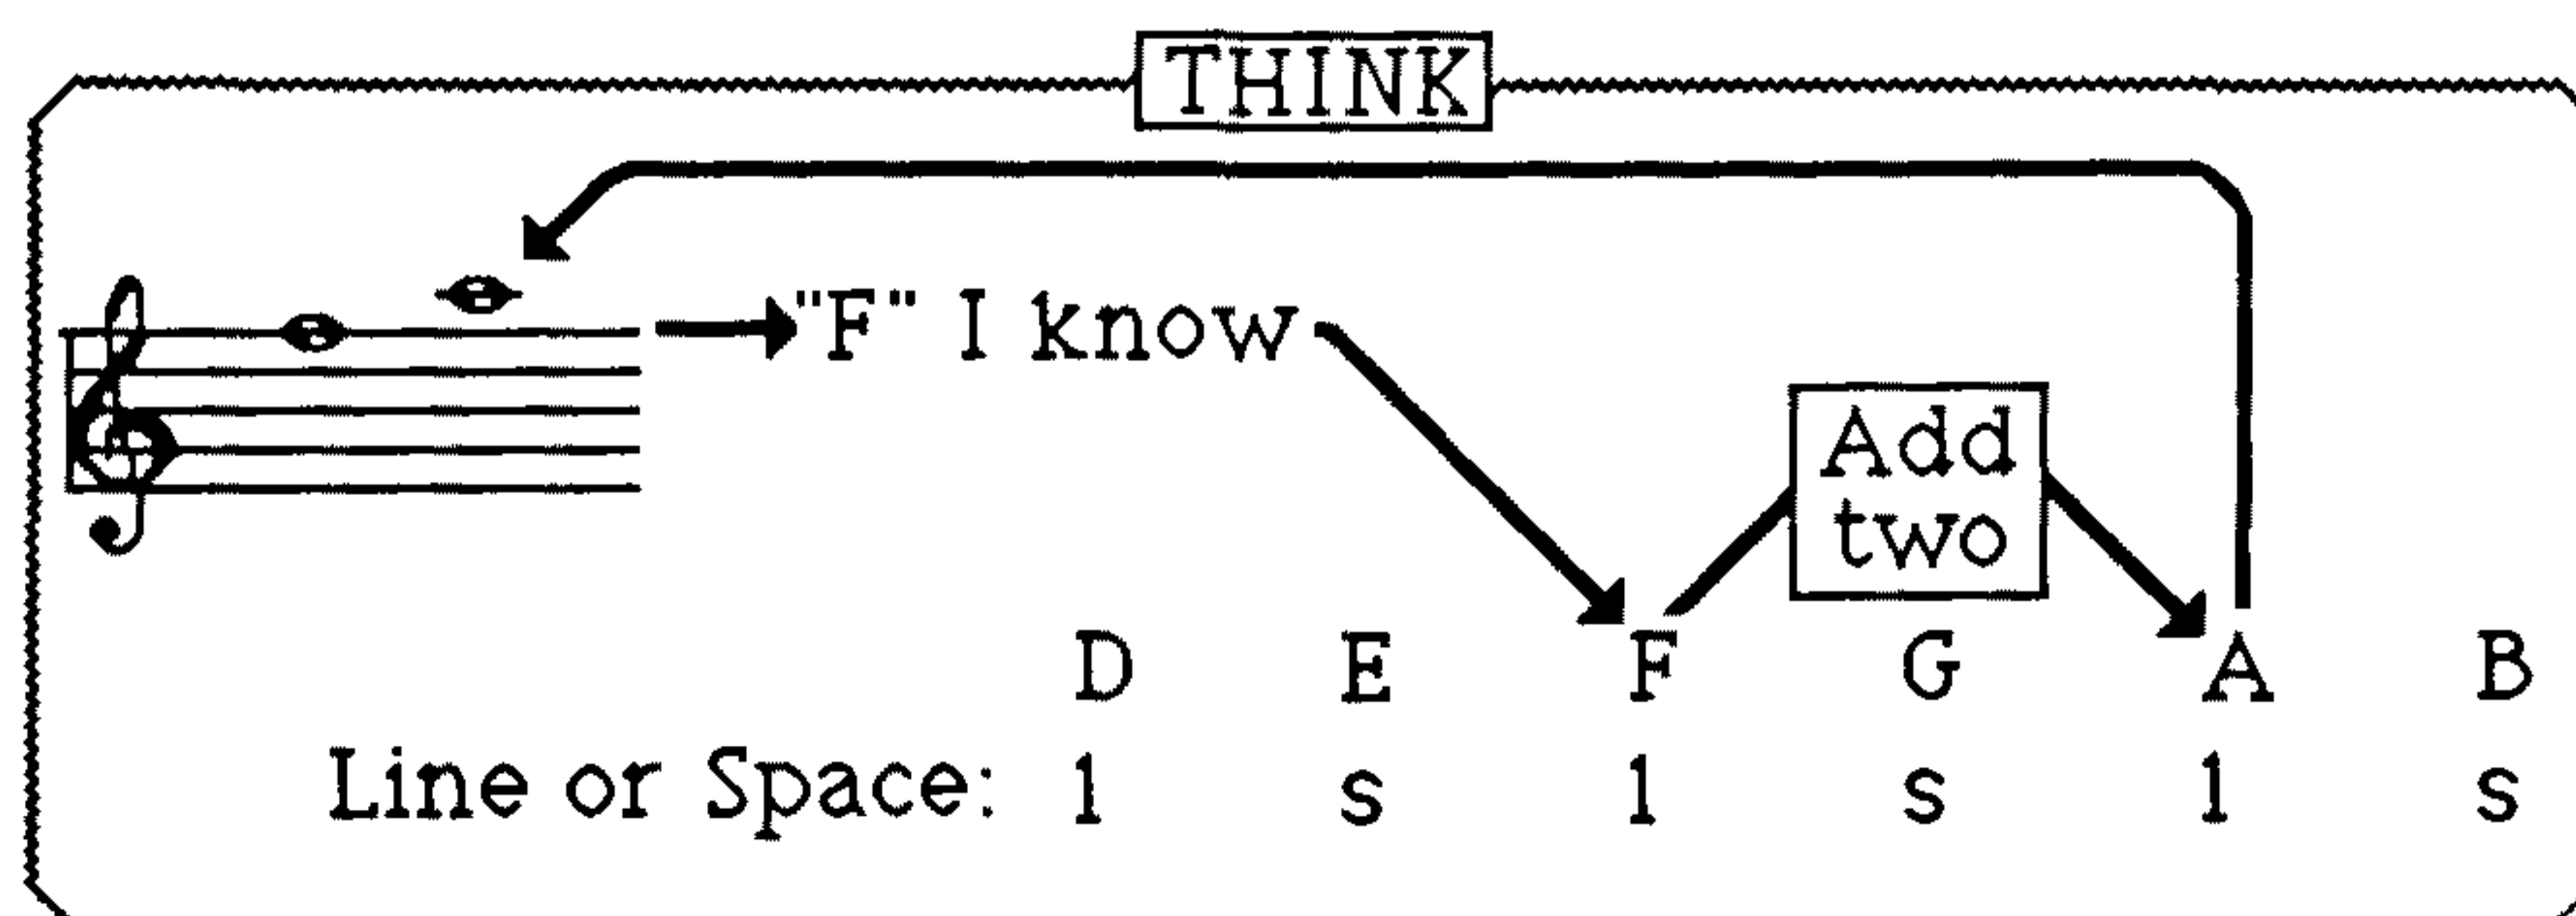 THINK
"F" I know
Add
two
D E F G A B
Line or Space: l s l s l s